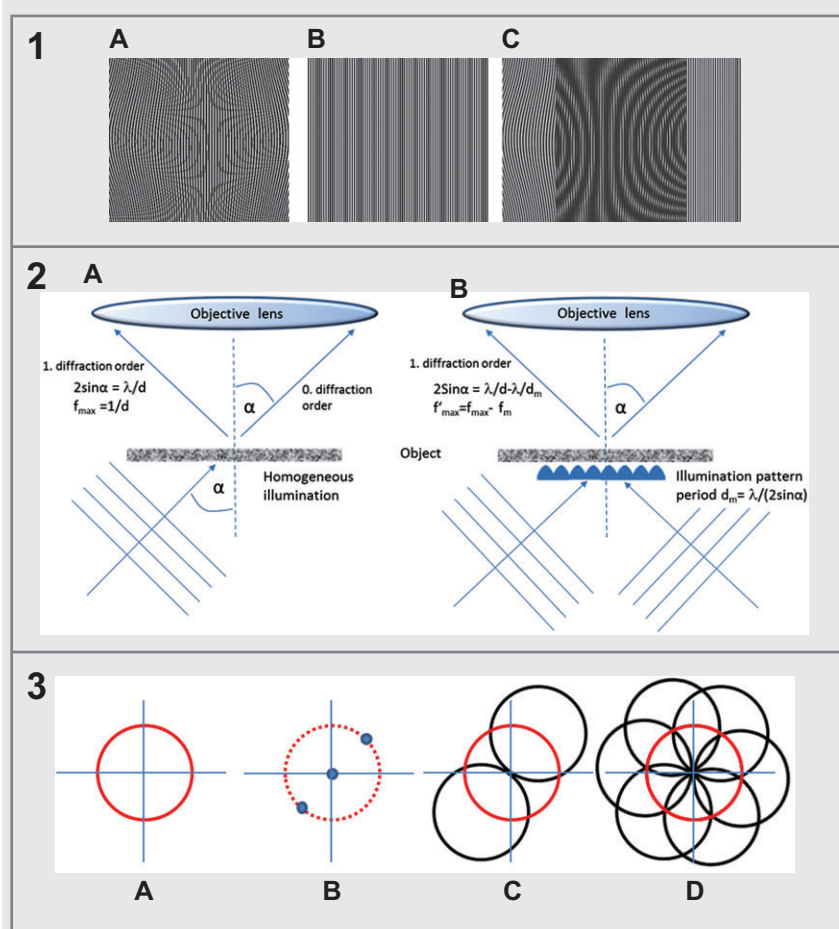 1
A
B
C
2
A
Objective lens
1. diffraction order
2sinα = λ/d
f_max =1/d
α
0. diffraction
order
Homogeneous
illumination
α
B
Objective lens
1. diffraction order
2Sinα = λ/d-λ/d_m
f'_max=f_max- f_m
α
Object
Illumination pattern
period d_m= λ/(2sinα)
3
A
B
C
D